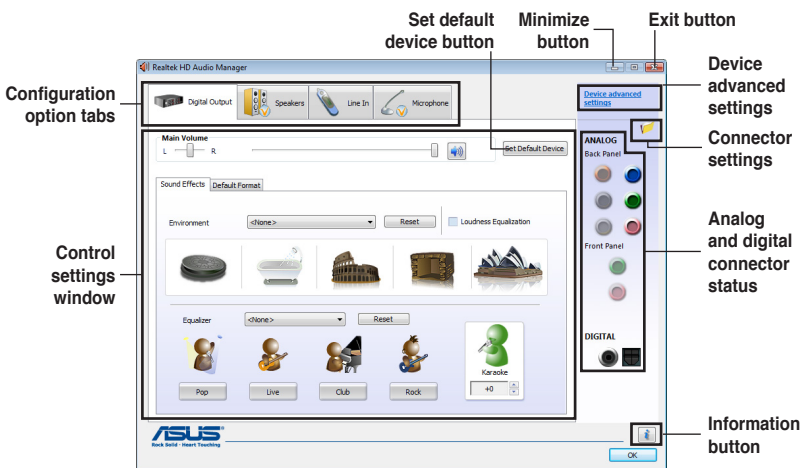 Set default
device button
Minimize
button
Exit button
Configuration
option tabs
Control
settings
window
Device
advanced
settings
Connector
settings
Analog
and digital
connector
status
Information
button
Realtek HD Audio Manager
Digital Output
Speakers
Line In
Microphone
Device advanced
settings
Main Volume
L
R
Set Default Device
ANALOG
Back Panel
Sound Effects
Default Format
Environment
<None>
Reset
Loudness Equalization
Front Panel
Equalizer
<None>
Reset
Karaoke
+0
Pop
Live
Club
Rock
DIGITAL
ASUS
Rock Solid · Heart Touching
i
OK